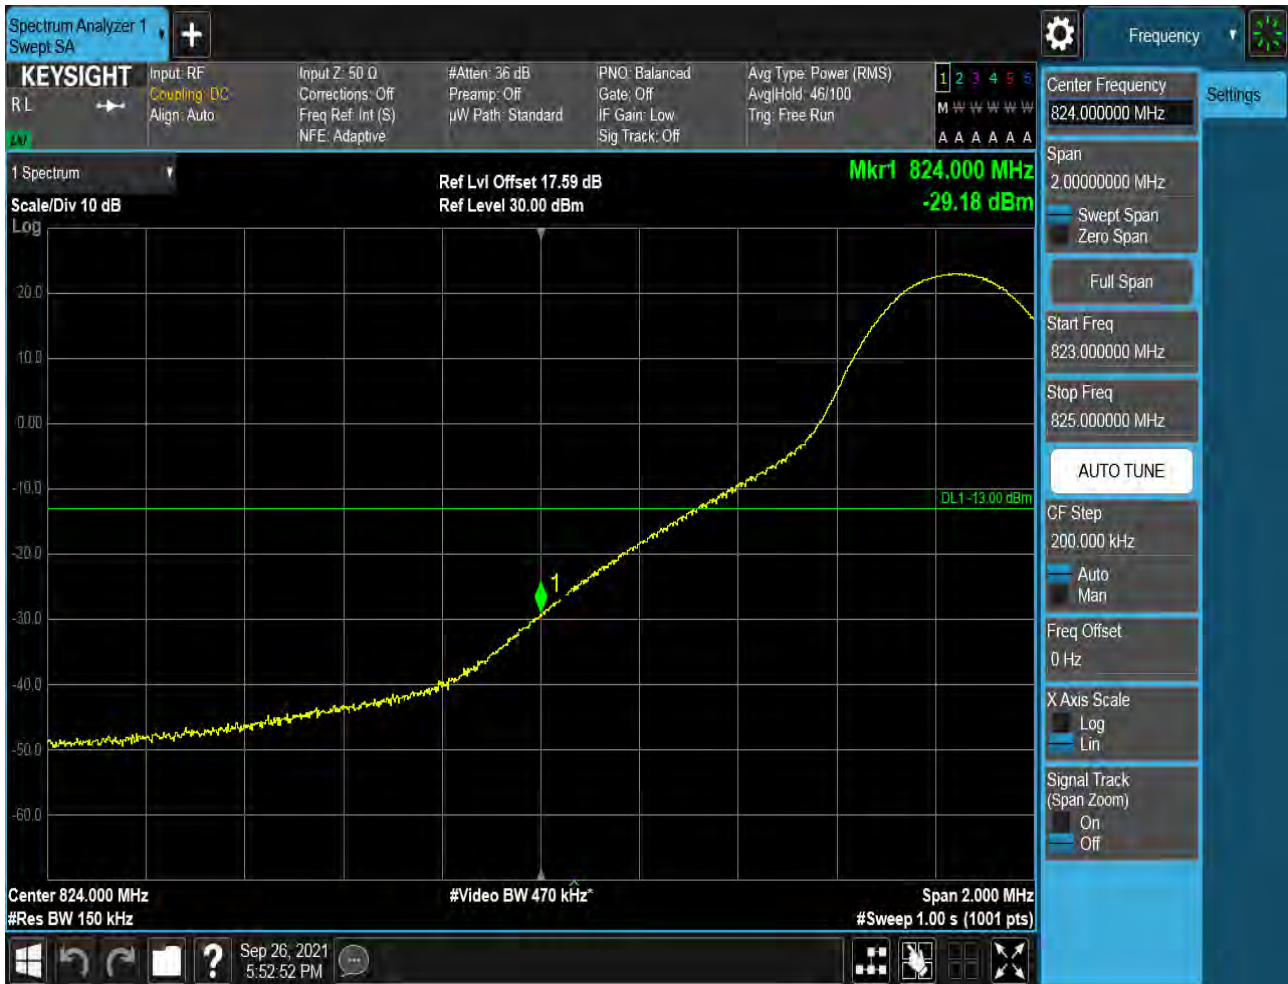 Spectrum Analyzer 1
Swept SA
Frequency
KEYSIGHT
R L
Input: RF
Coupling: DC
Align: Auto
Input Z: 50 Ω
Corrections: Off
Freq Ref: Int (S)
NFE: Adaptive
#Atten: 36 dB
Preamp: Off
µW Path: Standard
PNO: Balanced
Gate: Off
IF Gain: Low
Sig Track: Off
Avg Type: Power (RMS)
Avg|Hold: 46/100
Trig: Free Run
1 2 3 4 5 6
M W W W W W
A A A A A A
1 Spectrum
Scale/Div 10 dB
Log
Ref Lvl Offset 17.59 dB
Ref Level 30.00 dBm
Mkr1 824.000 MHz
-29.18 dBm
20.0
10.0
0.00
-10.0
-20.0
-30.0
-40.0
-50.0
-60.0
DL1 -13.00 dBm
1
Center 824.000 MHz
#Res BW 150 kHz
#Video BW 470 kHz*
Span 2.000 MHz
#Sweep 1.00 s (1001 pts)
Sep 26, 2021
5:52:52 PM
Center Frequency
824.000000 MHz
Settings
Span
2.00000000 MHz
Swept Span
Zero Span
Full Span
Start Freq
823.000000 MHz
Stop Freq
825.000000 MHz
AUTO TUNE
CF Step
200.000 kHz
Auto
Man
Freq Offset
0 Hz
X Axis Scale
Log
Lin
Signal Track
(Span Zoom)
On
Off